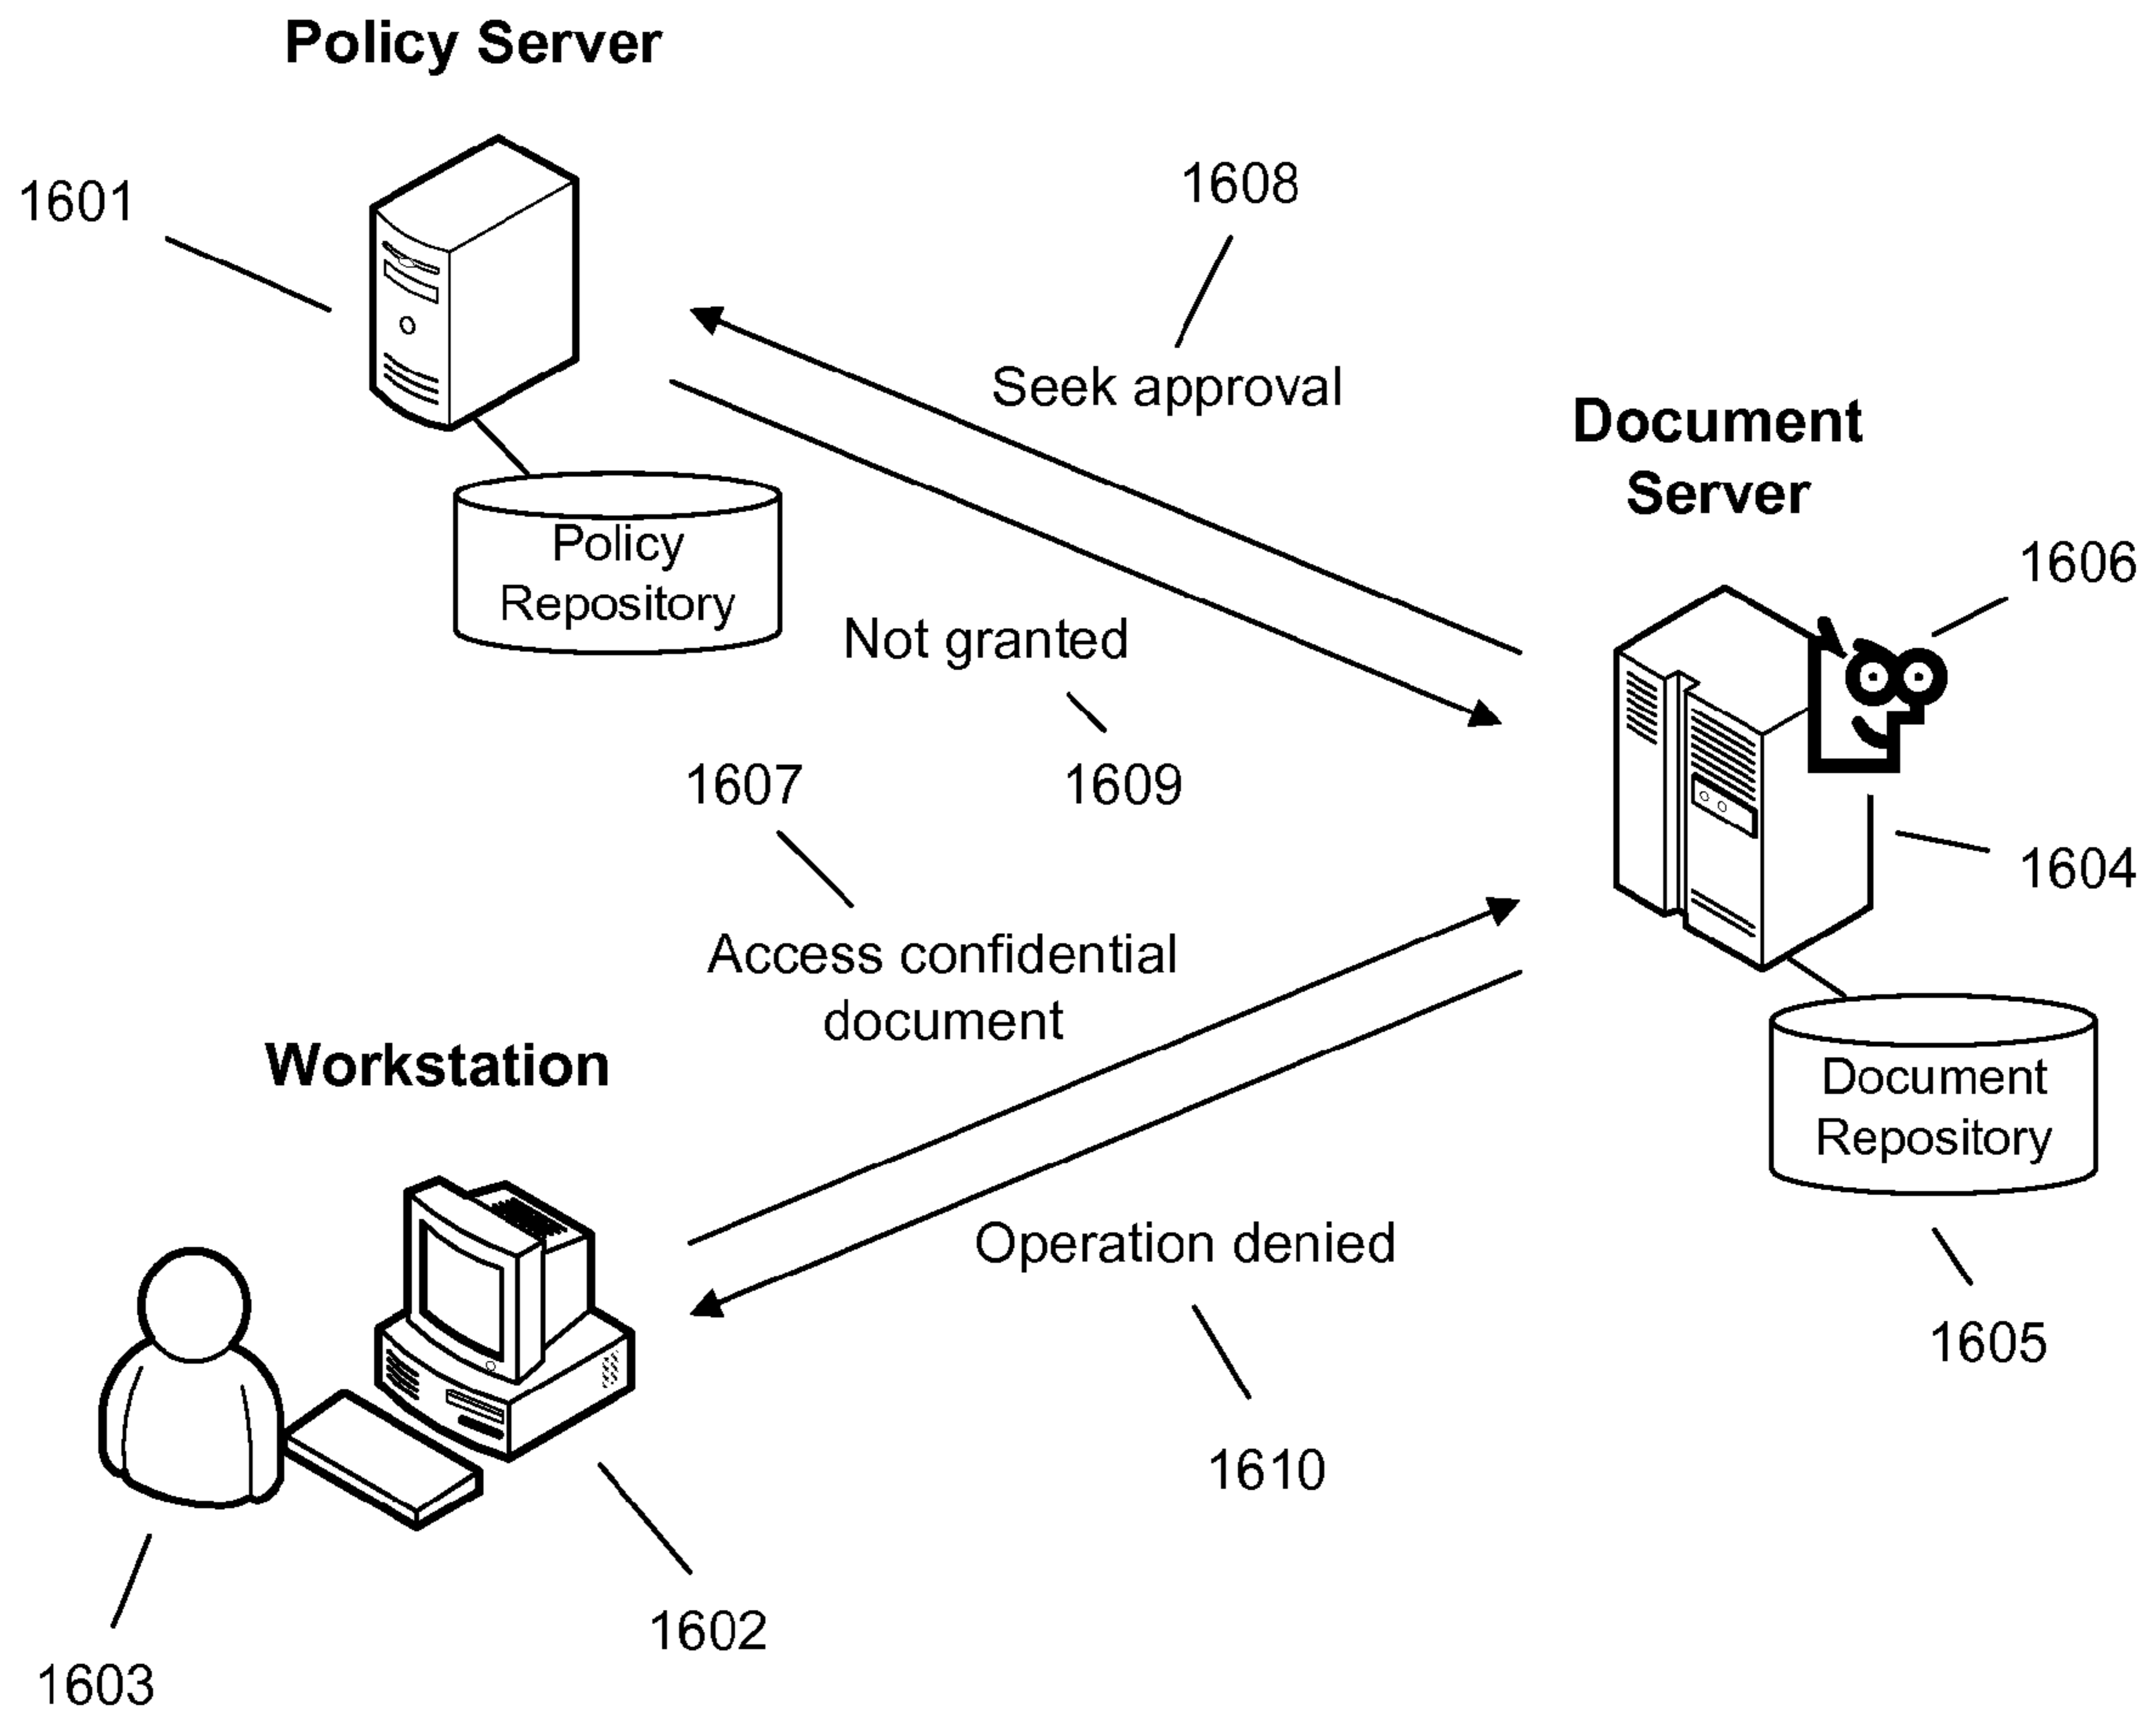 Policy Server
1601
1608
Seek approval
Document
Server
Policy
Repository
1606
Not granted
1607
1609
1604
Access confidential
document
Workstation
Document
Repository
Operation denied
1605
1610
1602
1603